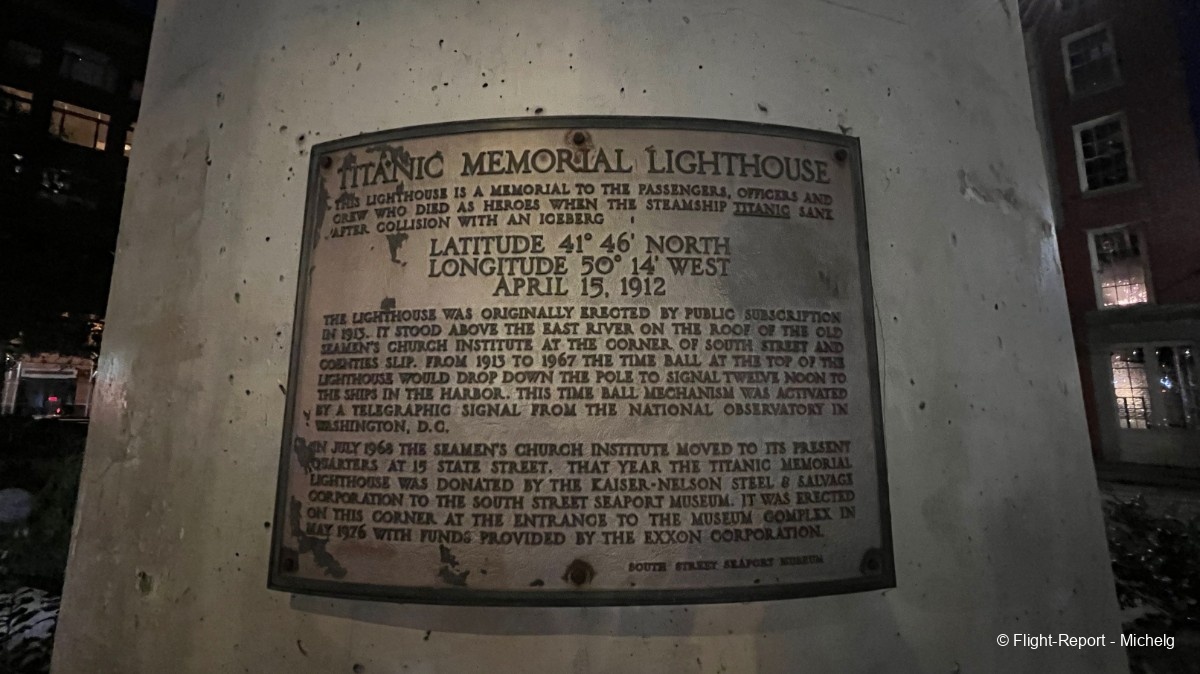 TITANIC MEMORIAL LIGHTHOUSE
THIS LIGHTHOUSE IS A MEMORIAL TO THE PASSENGERS, OFFICERS AND
CREW WHO DIED AS HEROES WHEN THE STEAMSHIP TITANIC SANK
AFTER COLLISION WITH AN ICEBERG
LATITUDE 41° 46' NORTH
LONGITUDE 50° 14' WEST
APRIL 15, 1912
THE LIGHTHOUSE WAS ORIGINALLY ERECTED BY PUBLIC SUBSCRIPTION
IN 1913. IT STOOD ABOVE THE EAST RIVER ON THE ROOF OF THE OLD
SEAMEN'S CHURCH INSTITUTE AT THE CORNER OF SOUTH STREET AND
COENTIES SLIP. FROM 1913 TO 1967 THE TIME BALL AT THE TOP OF THE
LIGHTHOUSE WOULD DROP DOWN THE POLE TO SIGNAL TWELVE NOON TO
THE SHIPS IN THE HARBOR. THIS TIME BALL MECHANISM WAS ACTIVATED
BY A TELEGRAPHIC SIGNAL FROM THE NATIONAL OBSERVATORY IN
WASHINGTON, D.C.
IN JULY 1968 THE SEAMEN'S CHURCH INSTITUTE MOVED TO ITS PRESENT
QUARTERS AT 15 STATE STREET. THAT YEAR THE TITANIC MEMORIAL
LIGHTHOUSE WAS DONATED BY THE KAISER-NELSON STEEL & SALVAGE
CORPORATION TO THE SOUTH STREET SEAPORT MUSEUM. IT WAS ERECTED
ON THIS CORNER AT THE ENTRANCE TO THE MUSEUM COMPLEX IN
MAY 1976 WITH FUNDS PROVIDED BY THE EXXON CORPORATION.
SOUTH STREET SEAPORT MUSEUM
© Flight-Report - Michelg